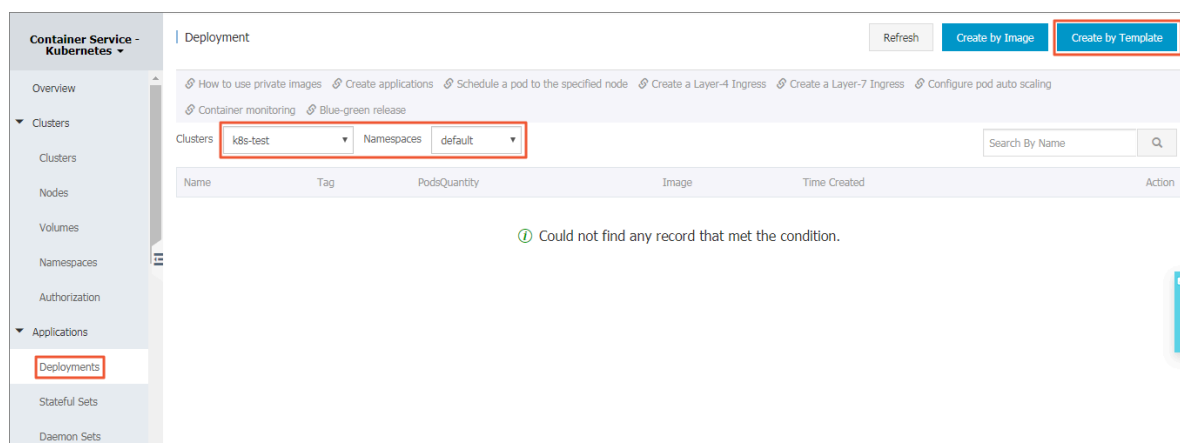 Container Service -
Kubernetes
Overview
Clusters
Clusters
Nodes
Volumes
Namespaces
Authorization
Applications
Deployments
Stateful Sets
Daemon Sets
Deployment
Refresh
Create by Image
Create by Template
How to use private images Create applications Schedule a pod to the specified node Create a Layer-4 Ingress Create a Layer-7 Ingress Configure pod auto scaling
Container monitoring Blue-green release
Clusters k8s-test Namespaces default Search By Name
Name Tag PodsQuantity Image Time Created Action
Could not find any record that met the condition.